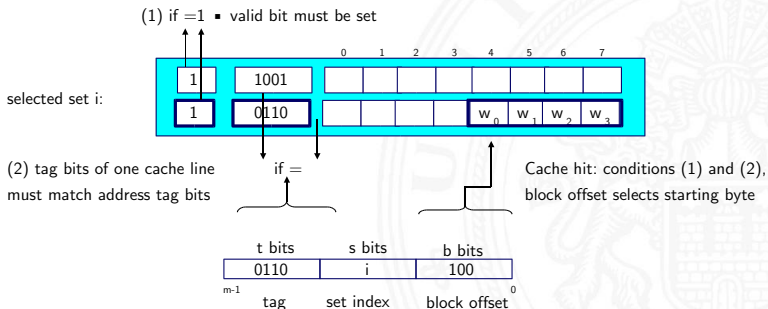 (1) if =1 ▪ valid bit must be set
0 1 2 3 4 5 6 7
1 1001
selected set i:
1 0110 w0 w1 w2 w3
(2) tag bits of one cache line
must match address tag bits
if =
Cache hit: conditions (1) and (2),
block offset selects starting byte
t bits s bits b bits
0110 i 100
m-1 0
tag set index block offset